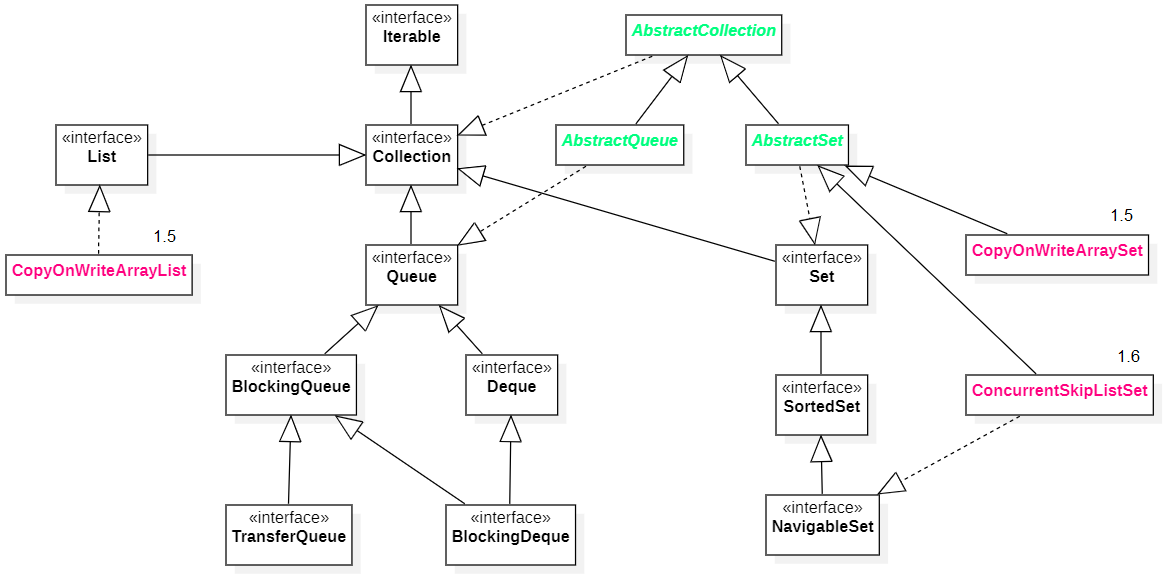 «interface»
Iterable
AbstractCollection
«interface»
List
«interface»
Collection
AbstractQueue
AbstractSet
1.5
CopyOnWriteArrayList
«interface»
Queue
«interface»
Set
1.5
CopyOnWriteArraySet
«interface»
BlockingQueue
«interface»
Deque
«interface»
SortedSet
1.6
ConcurrentSkipListSet
«interface»
TransferQueue
«interface»
BlockingDeque
«interface»
NavigableSet